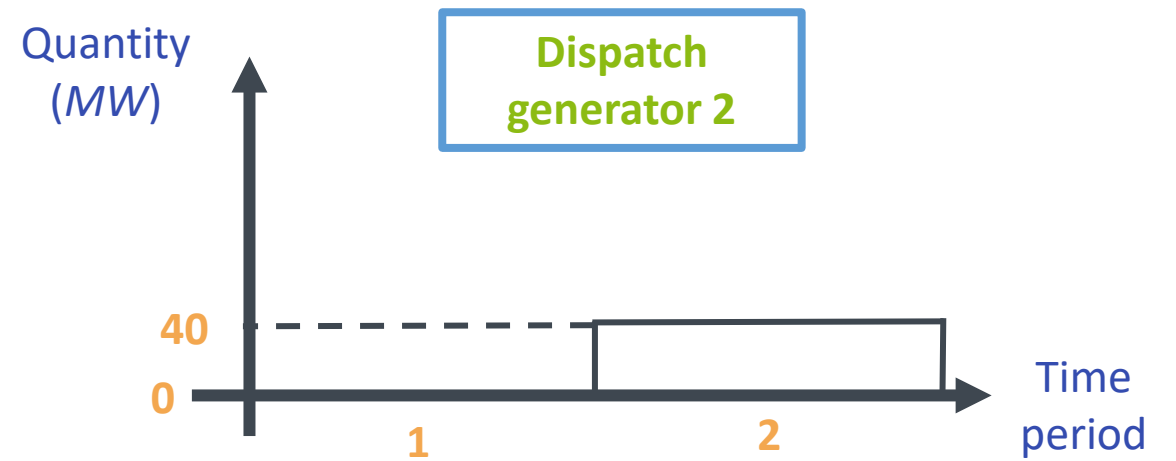 Quantity
(MW)
Dispatch
generator 2
40
0
1
2
Time
period